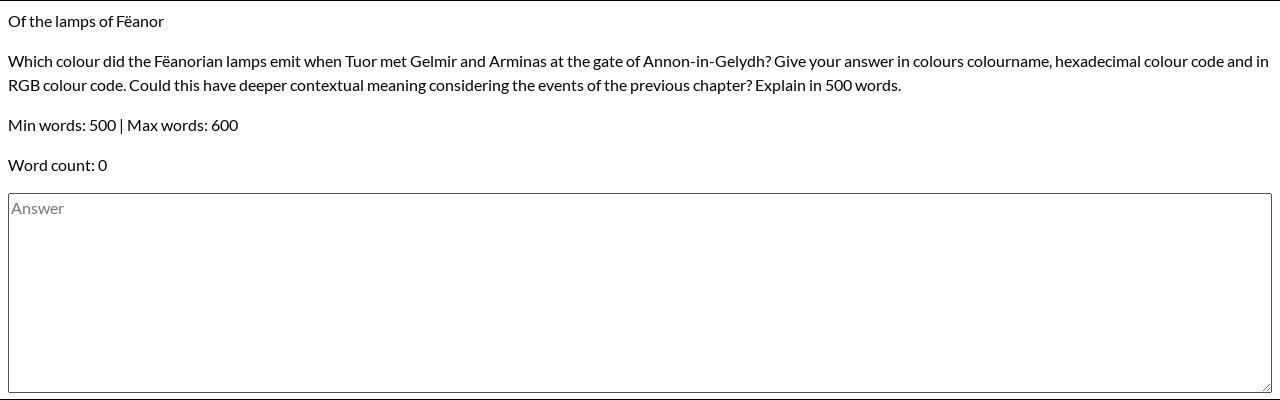 Of the lamps of Fëanor
Which colour did the Fëanorian lamps emit when Tuor met Gelmir and Arminas at the gate of Annon-in-Gelydh? Give your answer in colours colourname, hexadecimal colour code and in
RGB colour code. Could this have deeper contextual meaning considering the events of the previous chapter? Explain in 500 words.
Min words: 500 | Max words: 600
Word count: 0
Answer